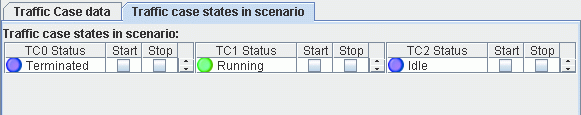 Traffic Case data Traffic case states in scenario
Traffic case states in scenario:
TC0 Status Start Stop TC1 Status Start Stop TC2 Status Start Stop
Terminated Running Idle